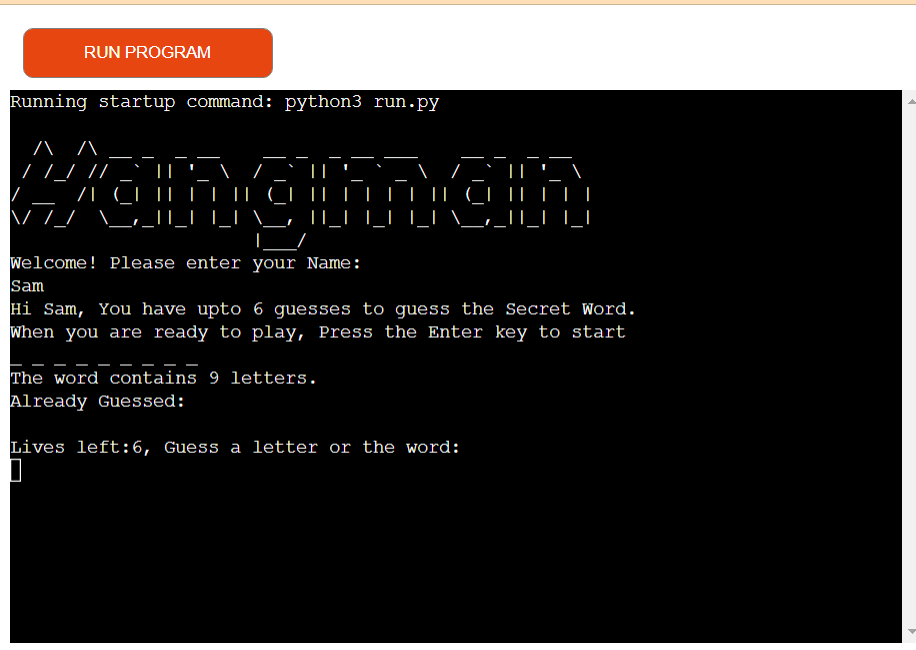 RUN PROGRAM
Running startup command: python3 run.py
Hangman
Welcome! Please enter your Name:
Sam
Hi Sam, You have upto 6 guesses to guess the Secret Word.
When you are ready to play, Press the Enter key to start
_ _ _ _ _ _ _ _ _
The word contains 9 letters.
Already Guessed:
Lives left:6, Guess a letter or the word: